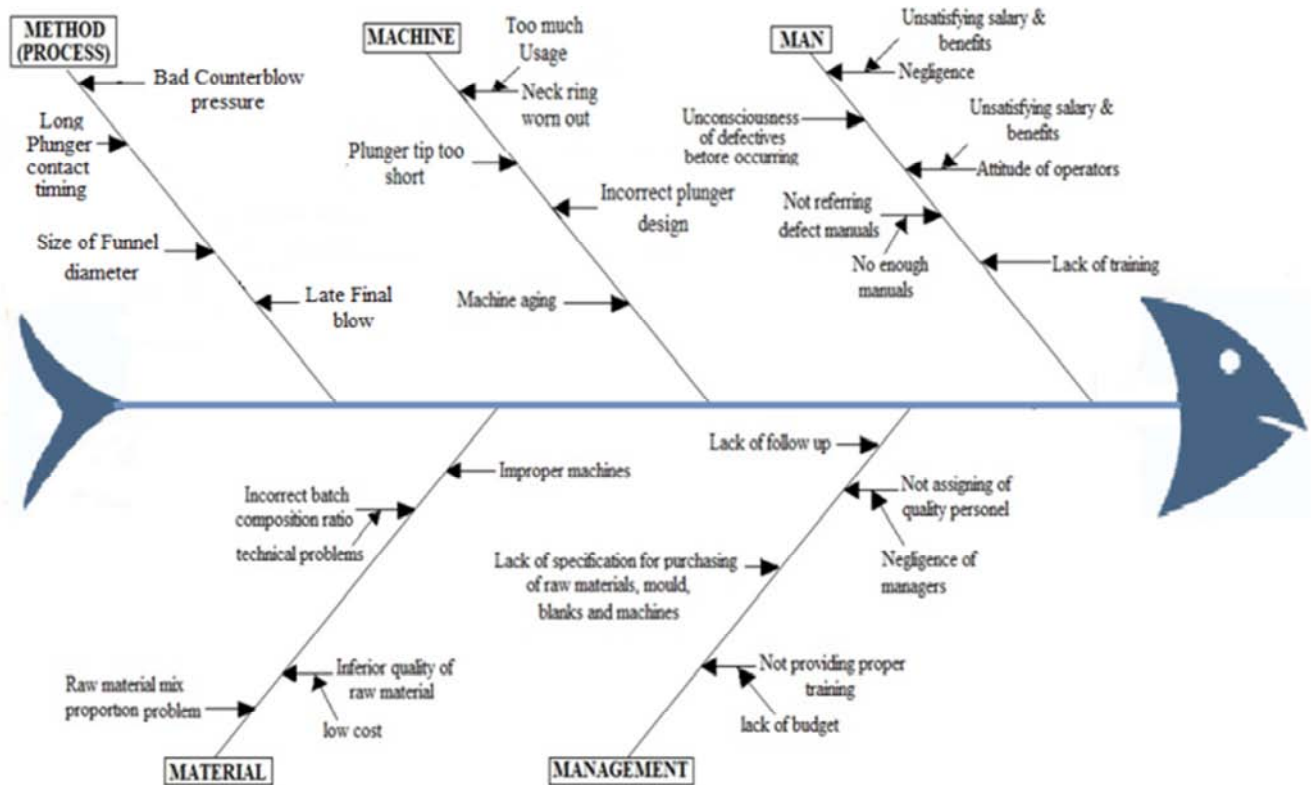 METHOD
(PROCESS)
Bad Counterblow
pressure
Long
Plunger
contact
timing
Size of Funnel
diameter
Late Final
blow
MACHINE
Too much
Usage
Neck ring
worn out
Plunger tip too
short
Incorrect plunger
design
Machine aging
MAN
Unsatisfying salary &
benefits
Negligence
Unconsciousness
of defectives
before occurring
Unsatisfying salary &
benefits
Attitude of operators
Not referring
defect manuals
No enough
manuals
Lack of training
Improper machines
Incorrect batch
composition ratio
technical problems
Inferior quality of
raw material
low cost
Raw material mix
proportion problem
MATERIAL
Lack of follow up
Not assigning of
quality personel
Negligence of
managers
Lack of specification for purchasing
of raw materials, mould,
blanks and machines
Not providing proper
training
lack of budget
MANAGEMENT